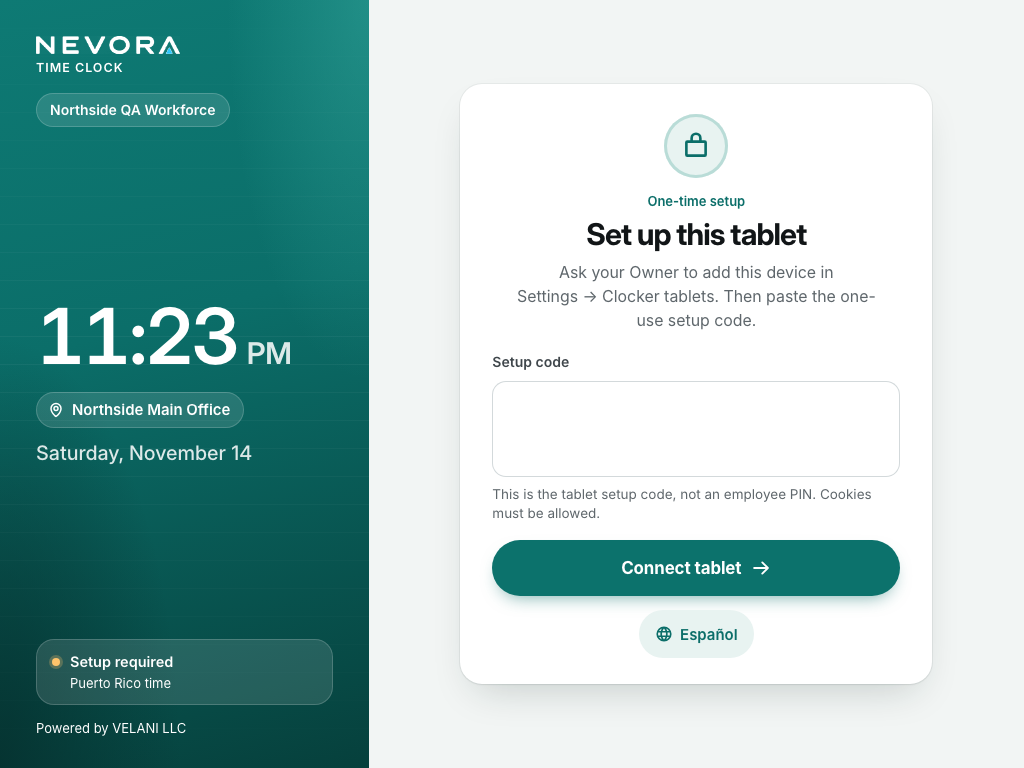 NEVORA
TIME CLOCK
Northside QA Workforce
11:23 PM
Northside Main Office
Saturday, November 14
Setup required
Puerto Rico time
Powered by VELANI LLC
One-time setup
Set up this tablet
Ask your Owner to add this device in
Settings → Clocker tablets. Then paste the one-
use setup code.
Setup code
This is the tablet setup code, not an employee PIN. Cookies
must be allowed.
Connect tablet →
Español